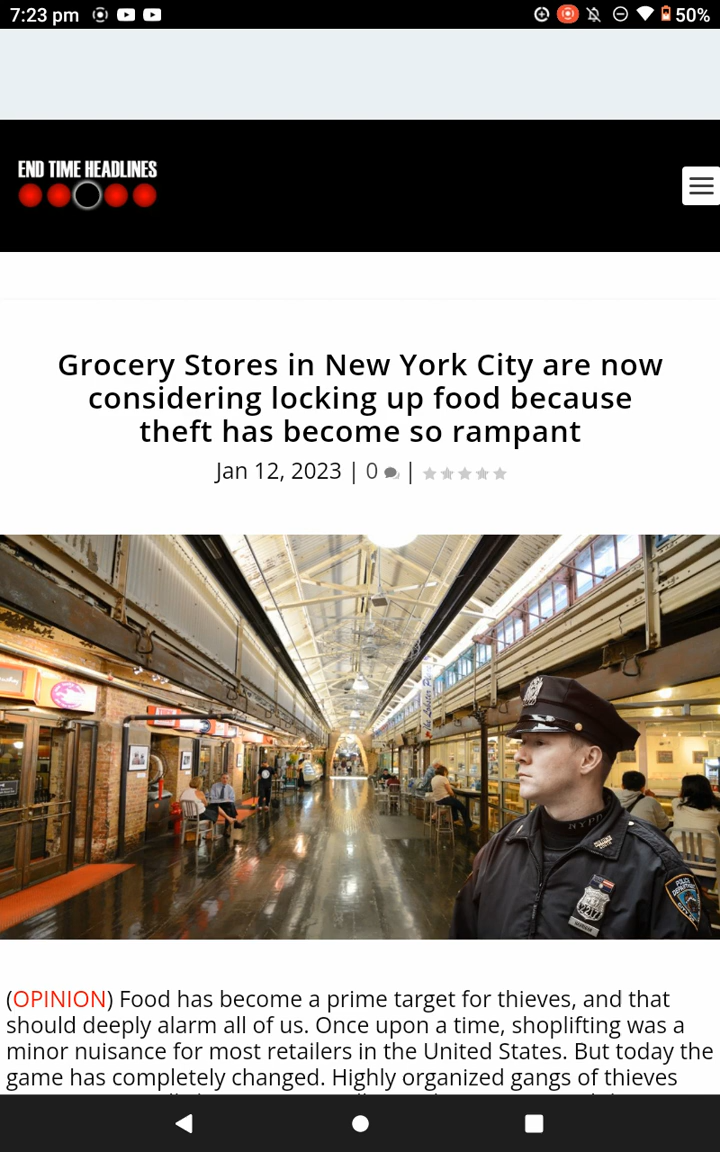 7:23 pm
50%
END TIME HEADLINES
Grocery Stores in New York City are now
considering locking up food because
theft has become so rampant
Jan 12, 2023 | 0 |
NYPD
POLICE
(OPINION) Food has become a prime target for thieves, and that
should deeply alarm all of us. Once upon a time, shoplifting was a
minor nuisance for most retailers in the United States. But today the
game has completely changed. Highly organized gangs of thieves